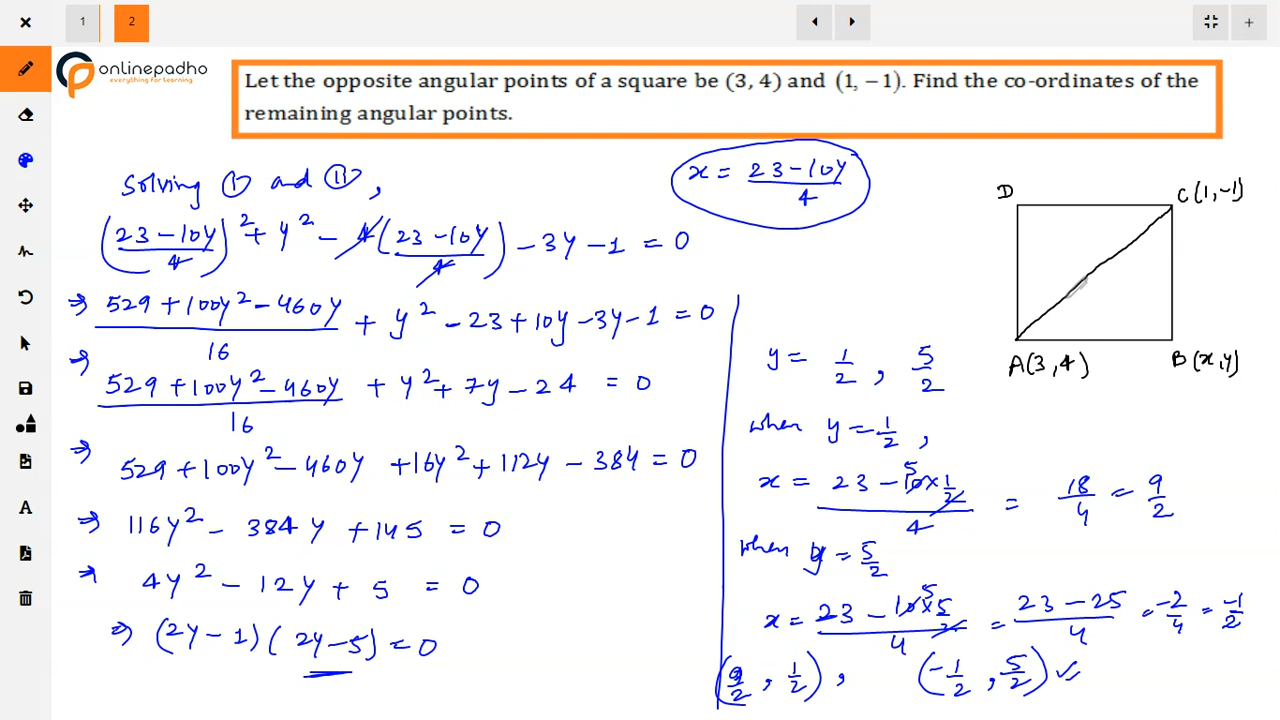 1 2
onlinepadho
everything for learning
Let the opposite angular points of a square be (3, 4) and (1, −1). Find the co-ordinates of the
remaining angular points.
Solving Ⓘ and Ⓘⓘ,
x = (23 − 10y)/4
((23 − 10y)/4)² + y² − 4((23 − 10y)/4) − 3y − 1 = 0
⇒ (529 + 100y² − 460y)/16 + y² − 23 + 10y − 3y − 1 = 0
⇒ (529 + 100y² − 460y)/16 + y² + 7y − 24 = 0
⇒ 529 + 100y² − 460y + 16y² + 112y − 384 = 0
⇒ 116y² − 384y + 145 = 0
⇒ 4y² − 12y + 5 = 0
⇒ (2y − 1)(2y − 5) = 0
y = 1/2, 5/2
when y = 1/2,
x = (23 − 10 × 1/2)/4 = 18/4 = 9/2
when y = 5/2
x = (23 − 10 × 5/2)/4 = (23 − 25)/4 = −2/4 = −1/2
(9/2, 1/2), (−1/2, 5/2)
D
C(1, −1)
A(3, 4)
B(x, y)
A